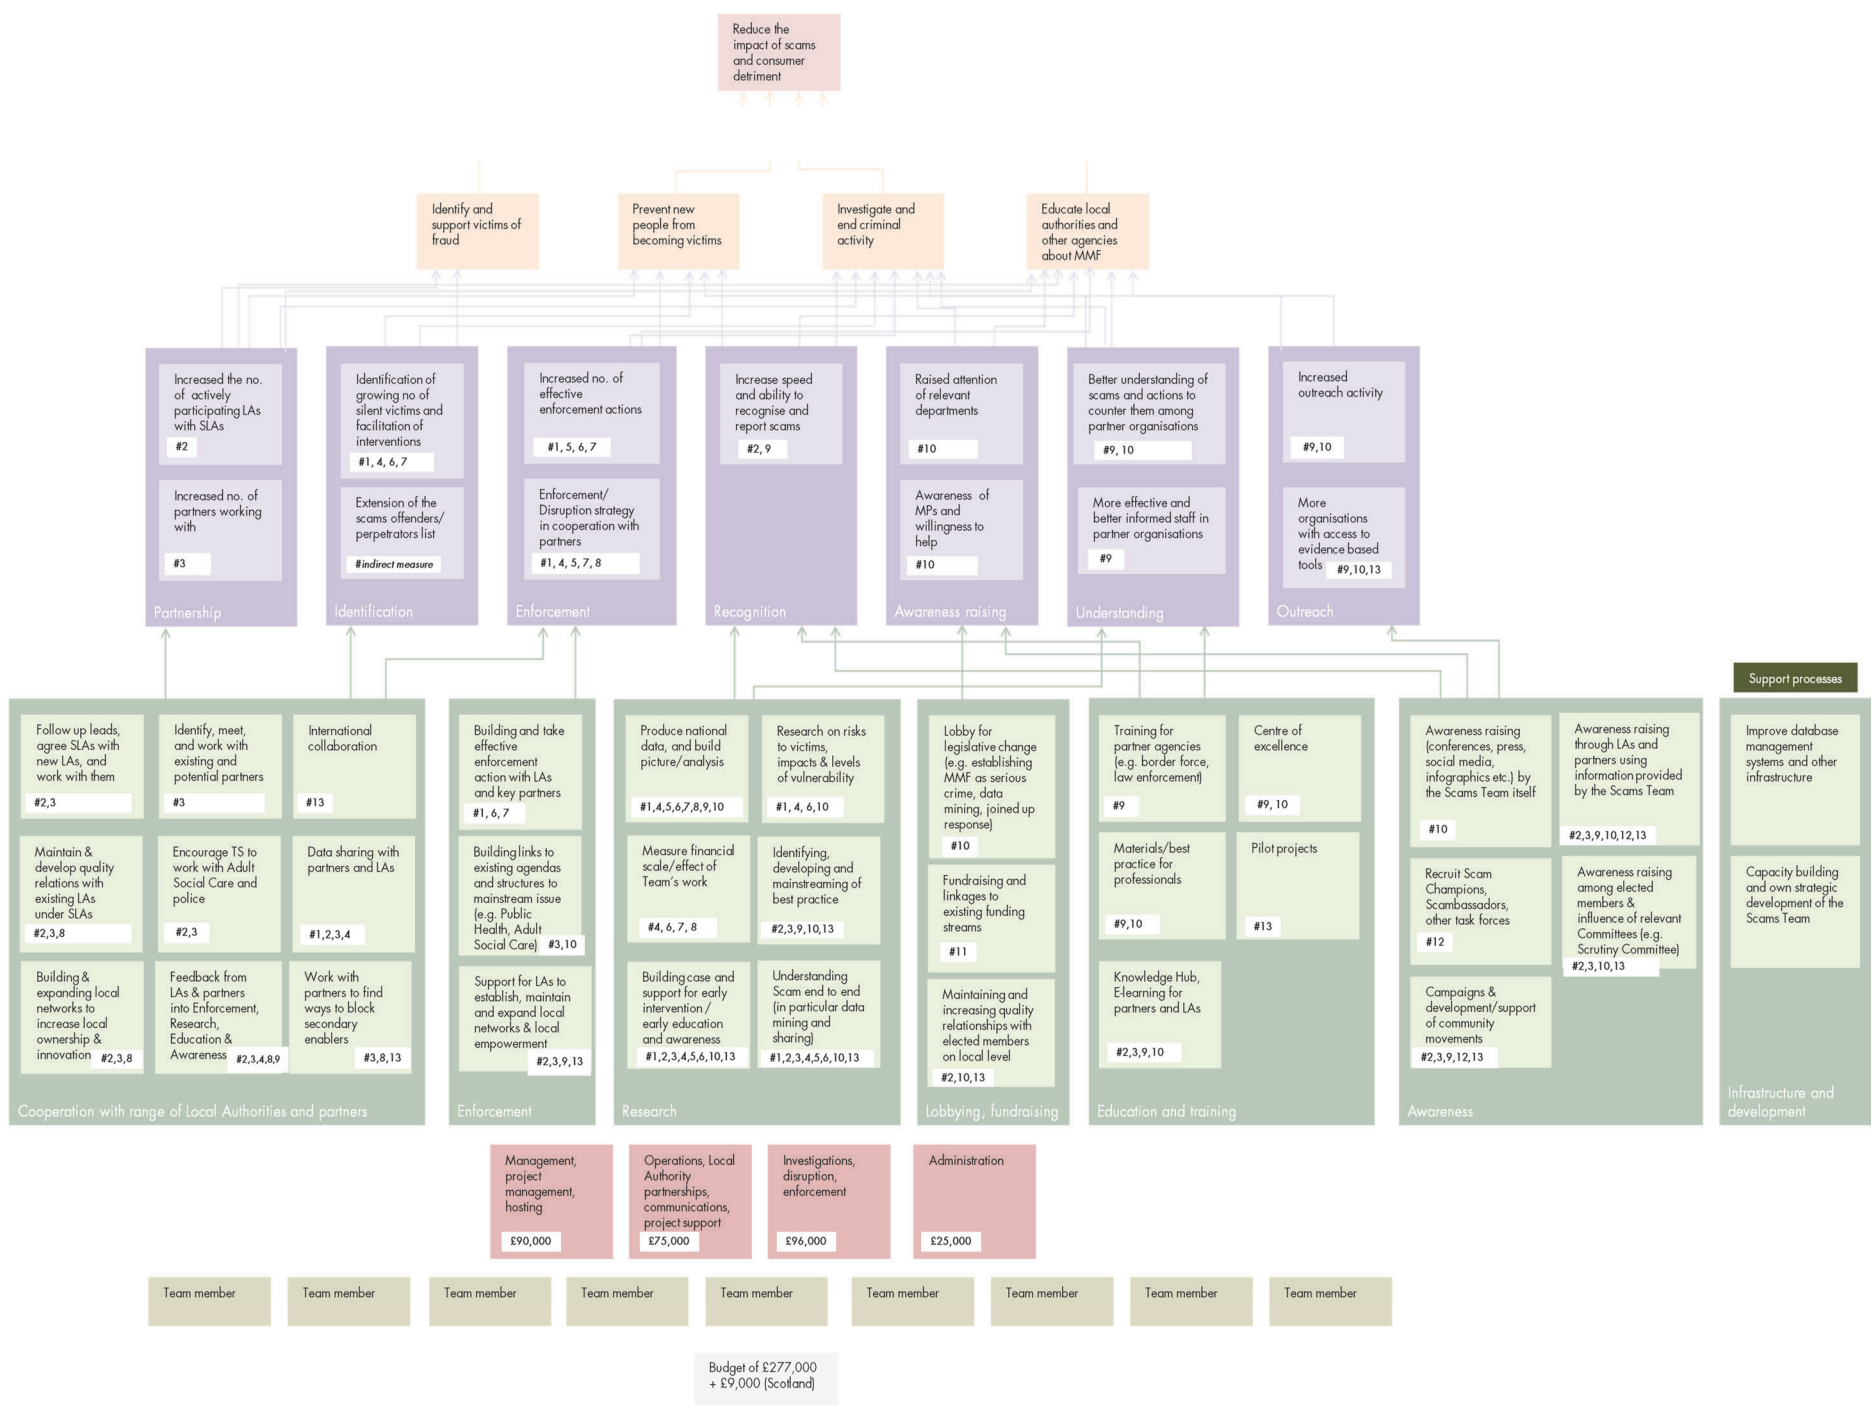 Reduce the
impact of scams
and consumer
detriment
Identify and
support victims of
fraud
Prevent new
people from
becoming victims
Investigate and
end criminal
activity
Educate local
authorities and
other agencies
about MMF
Increased the no.
of actively
participating LAs
with SLAs
#2
Increased no. of
partners working
with
#3
Partnership
Identification of
growing no of
silent victims and
facilitation of
interventions
#1, 4, 6, 7
Extension of the
scams offenders/
perpetrators list
#indirect measure
Identification
Increased no. of
effective
enforcement actions
#1, 5, 6, 7
Enforcement/
Disruption strategy
in cooperation with
partners
#1, 4, 5, 7, 8
Enforcement
Increase speed
and ability to
recognise and
report scams
#2, 9
Recognition
Raised attention
of relevant
departments
#10
Awareness of
MPs and
willingness to
help
#10
Awareness raising
Better understanding of
scams and actions to
counter them among
partner organisations
#9, 10
More effective and
better informed staff in
partner organisations
#9
Understanding
Increased
outreach activity
#9, 10
More
organisations
with access to
evidence based
tools
#9,10,13
Outreach
Support processes
Follow up leads,
agree SLAs with
new LAs, and
work with them
#2,3
Identify, meet,
and work with
existing and
potential partners
#3
International
collaboration
#13
Maintain &
develop quality
relations with
existing LAs
under SLAs
#2,3,8
Encourage TS to
work with Adult
Social Care and
police
#2,3
Data sharing with
partners and LAs
#1,2,3,4
Building &
expanding local
networks to
increase local
ownership &
innovation
#2,3,8
Feedback from
LAs & partners
into Enforcement,
Research,
Education &
Awareness
#2,3,4,8,9
Work with
partners to find
ways to block
secondary
enablers
#3,8,13
Cooperation with range of Local Authorities and partners
Building and take
effective
enforcement
action with LAs
and key partners
#1, 6, 7
Building links to
existing agendas
and structures to
mainstream issue
(e.g. Public
Health, Adult
Social Care)
#3,10
Support for LAs to
establish, maintain
and expand local
networks & local
empowerment
#2,3,9,13
Enforcement
Produce national
data, and build
picture/analysis
#1,4,5,6,7,8,9,10
Research on risks
to victims,
impacts & levels
of vulnerability
#1, 4, 6,10
Measure financial
scale/effect of
Team's work
#4, 6, 7, 8
Identifying,
developing and
mainstreaming of
best practice
#2,3,9,10,13
Building case and
support for early
intervention /
early education
and awareness
#1,2,3,4,5,6,10,13
Understanding
Scam end to end
(in particular data
mining and
sharing)
#1,2,3,4,5,6,10,13
Research
Lobby for
legislative change
(e.g. establishing
MMF as serious
crime, data
mining, joined up
response)
#10
Fundraising and
linkages to
existing funding
streams
#11
Maintaining and
increasing quality
relationships with
elected members
on local level
#2,10,13
Lobbying, fundraising
Training for
partner agencies
(e.g. border force,
law enforcement)
#9
Centre of
excellence
#9, 10
Materials/best
practice for
professionals
#9,10
Pilot projects
#13
Knowledge Hub,
E-learning for
partners and LAs
#2,3,9,10
Education and training
Awareness raising
(conferences, press,
social media,
infographics etc.) by
the Scams Team itself
#10
Awareness raising
through LAs and
partners using
information provided
by the Scams Team
#2,3,9,10,12,13
Recruit Scam
Champions,
Scambassadors,
other task forces
#12
Awareness raising
among elected
members &
influence of relevant
Committees (e.g.
Scrutiny Committee)
#2,3,10,13
Campaigns &
development/support
of community
movements
#2,3,9,12,13
Awareness
Improve database
management
systems and other
infrastructure
Capacity building
and own strategic
development of the
Scams Team
Infrastructure and
development
Management,
project
management,
hosting
£90,000
Operations, Local
Authority
partnerships,
communications,
project support
£75,000
Investigations,
disruption,
enforcement
£96,000
Administration
£25,000
Team member
Team member
Team member
Team member
Team member
Team member
Team member
Team member
Team member
Budget of £277,000
+ £9,000 (Scotland)